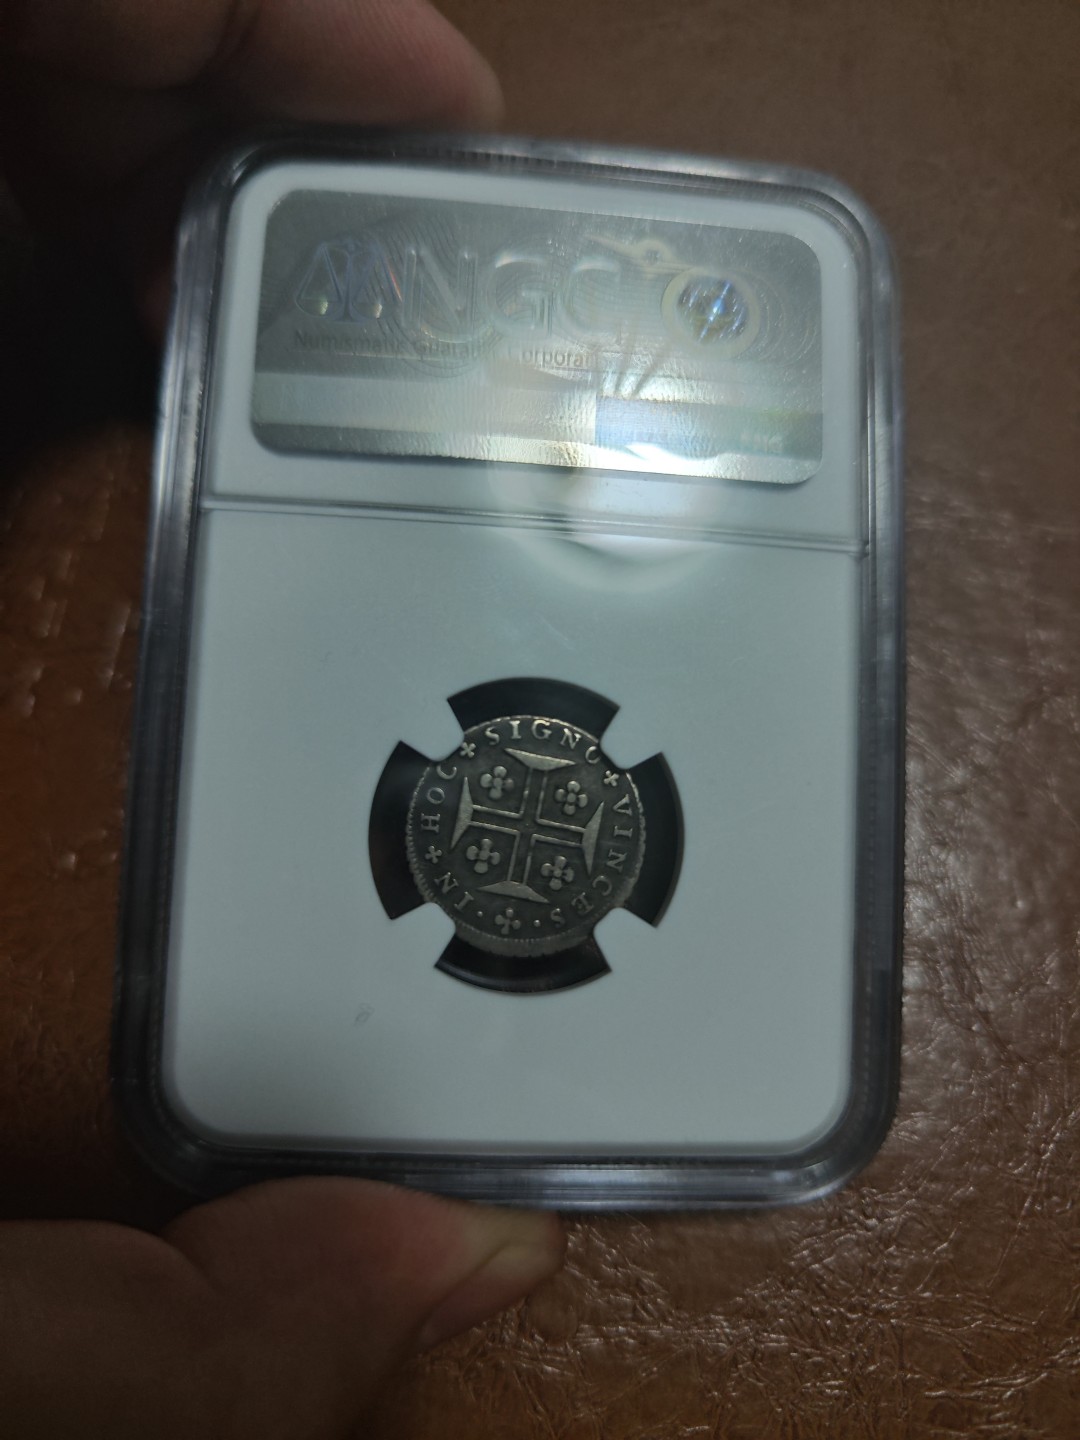 NGC
Numismatic Guaranty Corporation
IN · HOC · SIGNO · VINCES